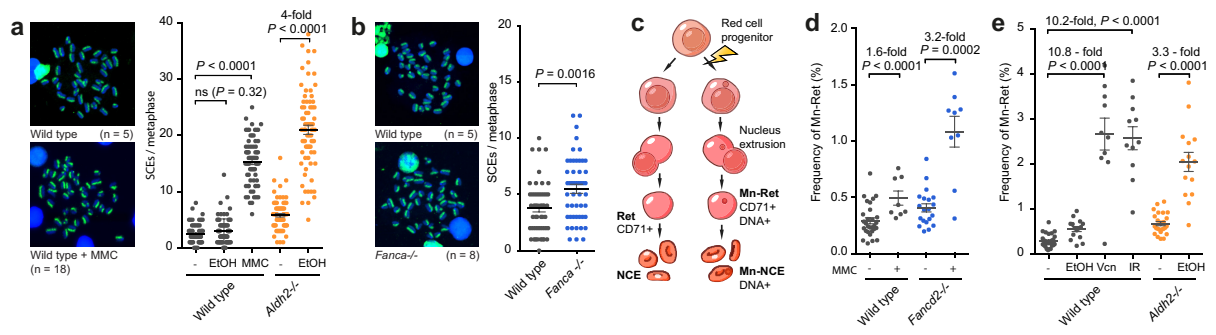 a
Wild type (n = 5)
Wild type + MMC
(n = 18)
SCEs / metaphase
40
30
20
10
0
4-fold
P < 0.0001
P < 0.0001
ns (P = 0.32)
- EtOH MMC - EtOH
Wild type Aldh2-/-
b
Wild type (n = 5)
Fanca-/- (n = 8)
SCEs / metaphase
20
15
10
5
0
P = 0.0016
Wild type Fanca -/-
c
Red cell
progenitor
Nucleus
extrusion
Mn-Ret
CD71+
DNA+
Ret
CD71+
NCE
Mn-NCE
DNA+
d
Frequency of Mn-Ret (%)
2.0
1.5
1.0
0.5
0.0
3.2-fold
P = 0.0002
1.6-fold
P < 0.0001
MMC - + - +
Wild type Fancd2-/-
e
Frequency of Mn-Ret (%)
5
4
3
2
1
0
10.2-fold, P < 0.0001
10.8 - fold
P < 0.0001
3.3 - fold
P < 0.0001
- EtOH Vcn IR - EtOH
Wild type Aldh2-/-